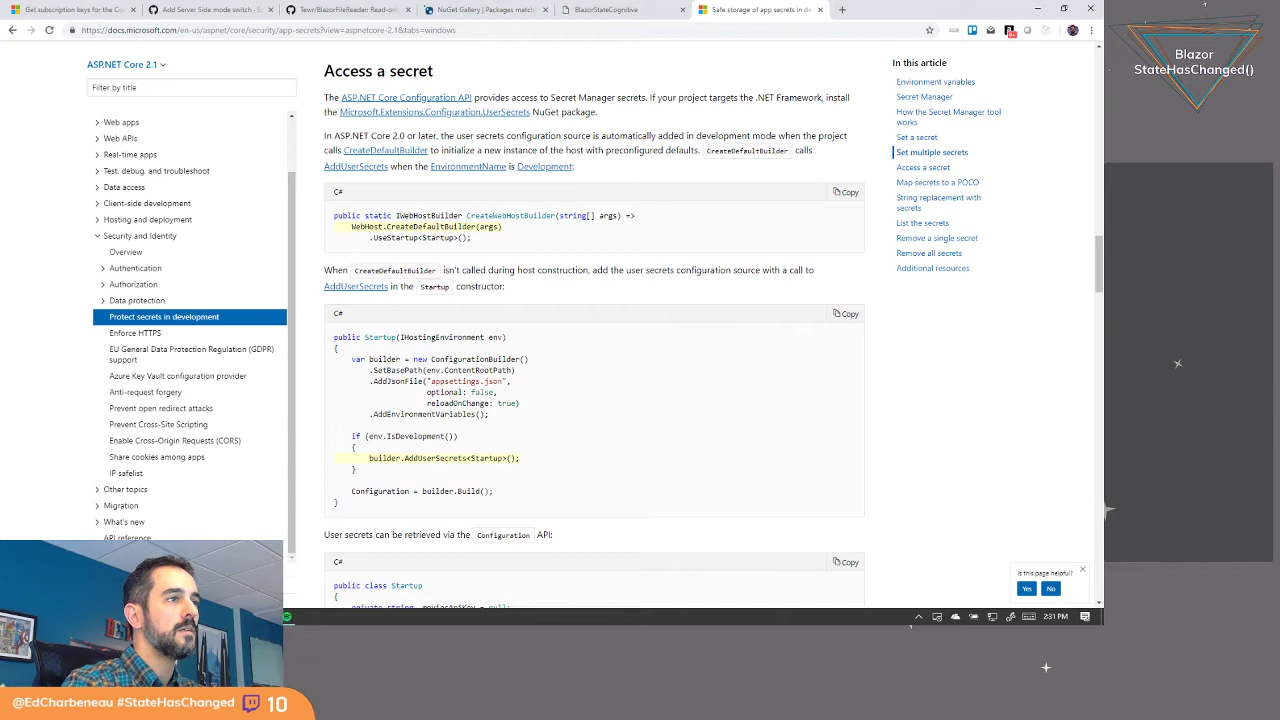 Get subscription keys for the Com
Add Server Side mode switch · S
Tewr/BlazorFileReader: Read-only
NuGet Gallery | Packages match
BlazorStateCognitive
Safe storage of app secrets in de
https://docs.microsoft.com/en-us/aspnet/core/security/app-secrets?view=aspnetcore-2.1&tabs=windows
Blazor
StateHasChanged()
ASP.NET Core 2.1
Filter by title
Web apps
Web APIs
Real-time apps
Test, debug, and troubleshoot
Data access
Client-side development
Hosting and deployment
Security and Identity
Overview
Authentication
Authorization
Data protection
Protect secrets in development
Enforce HTTPS
EU General Data Protection Regulation (GDPR)
support
Azure Key Vault configuration provider
Anti-request forgery
Prevent open redirect attacks
Prevent Cross-Site Scripting
Enable Cross-Origin Requests (CORS)
Share cookies among apps
IP safelist
Other topics
Migration
What's new
API reference
Access a secret
The ASP.NET Core Configuration API provides access to Secret Manager secrets. If your project targets the .NET Framework, install
the Microsoft.Extensions.Configuration.UserSecrets NuGet package.
In ASP.NET Core 2.0 or later, the user secrets configuration source is automatically added in development mode when the project
calls CreateDefaultBuilder to initialize a new instance of the host with preconfigured defaults. CreateDefaultBuilder calls
AddUserSecrets when the EnvironmentName is Development:
C#
Copy
public static IWebHostBuilder CreateWebHostBuilder(string[] args) =>
WebHost.CreateDefaultBuilder(args)
.UseStartup<Startup>();
When CreateDefaultBuilder isn't called during host construction, add the user secrets configuration source with a call to
AddUserSecrets in the Startup constructor:
C#
Copy
public Startup(IHostingEnvironment env)
{
var builder = new ConfigurationBuilder()
.SetBasePath(env.ContentRootPath)
.AddJsonFile("appsettings.json",
optional: false,
reloadOnChange: true)
.AddEnvironmentVariables();
if (env.IsDevelopment())
{
builder.AddUserSecrets<Startup>();
}
Configuration = builder.Build();
}
User secrets can be retrieved via the Configuration API:
C#
Copy
public class Startup
private string _moviesApiKey = null;
In this article
Environment variables
Secret Manager
How the Secret Manager tool
works
Set a secret
Set multiple secrets
Access a secret
Map secrets to a POCO
String replacement with
secrets
List the secrets
Remove a single secret
Remove all secrets
Additional resources
Is this page helpful?
Yes
No
2:31 PM
@EdCharbeneau #StateHasChanged 10